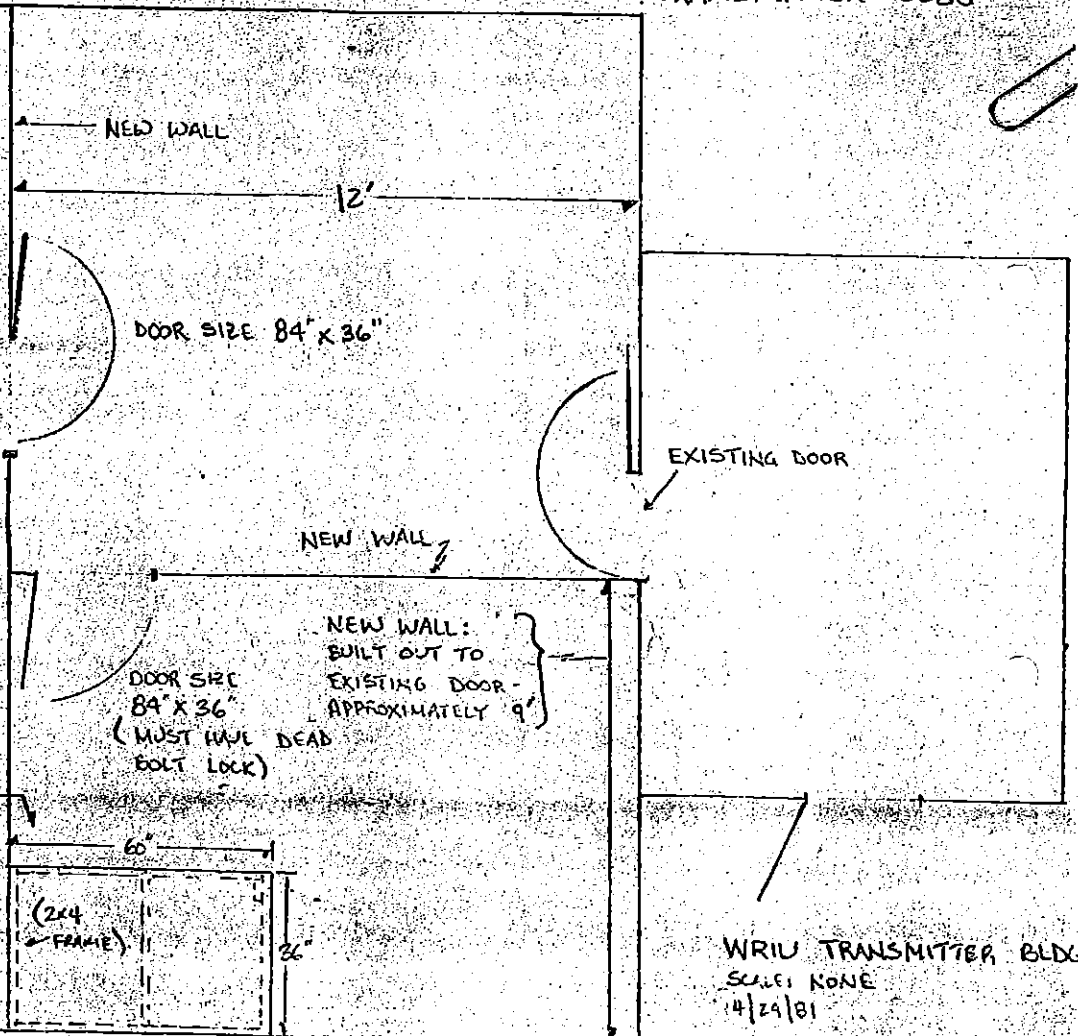 NEW WALL
12'
DOOR SIZE 84" x 36"
EXISTING DOOR
NEW WALL
NEW WALL:
BUILT OUT TO
EXISTING DOOR -
APPROXIMATELY 9'
DOOR SIZE
84" x 36"
(MUST HAVE DEAD
BOLT LOCK)
60"
(2x4
FRAME)
36"
WRIU TRANSMITTER BLDG
SCALE: NONE
4/29/81